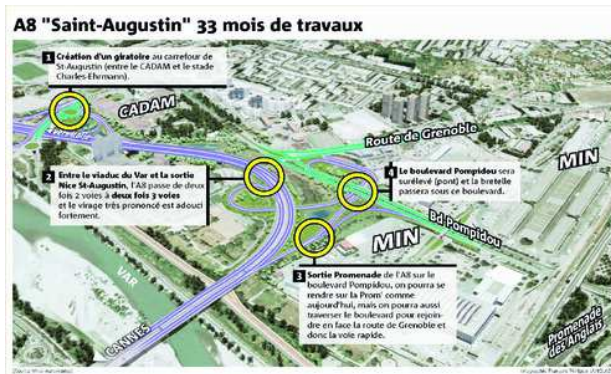 A8 "Saint-Augustin" 33 mois de travaux
1 Création d'un giratoire au carrefour de
St-Augustin (entre le CADAM et le stade
Charles-Ehrmann).
CADAM
Route de Grenoble
MIN
2 Entre le viaduc du Var et la sortie
Nice St-Augustin, l'A8 passe de deux
fois 2 voies à deux fois 3 voies
et le virage très prononcé est adouci
fortement.
4 Le boulevard Pompidou sera
surélevé (pont) et la bretelle
passera sous ce boulevard.
Bd Pompidou
MIN
3 Sortie Promenade de l'A8 sur le
boulevard Pompidou, on pourra se
rendre sur la Prom' comme
aujourd'hui, mais on pourra aussi
traverser le boulevard pour rejoin-
dre en face la route de Grenoble et
donc la voie rapide.
VAR
CANNES
Promenade
des Anglais